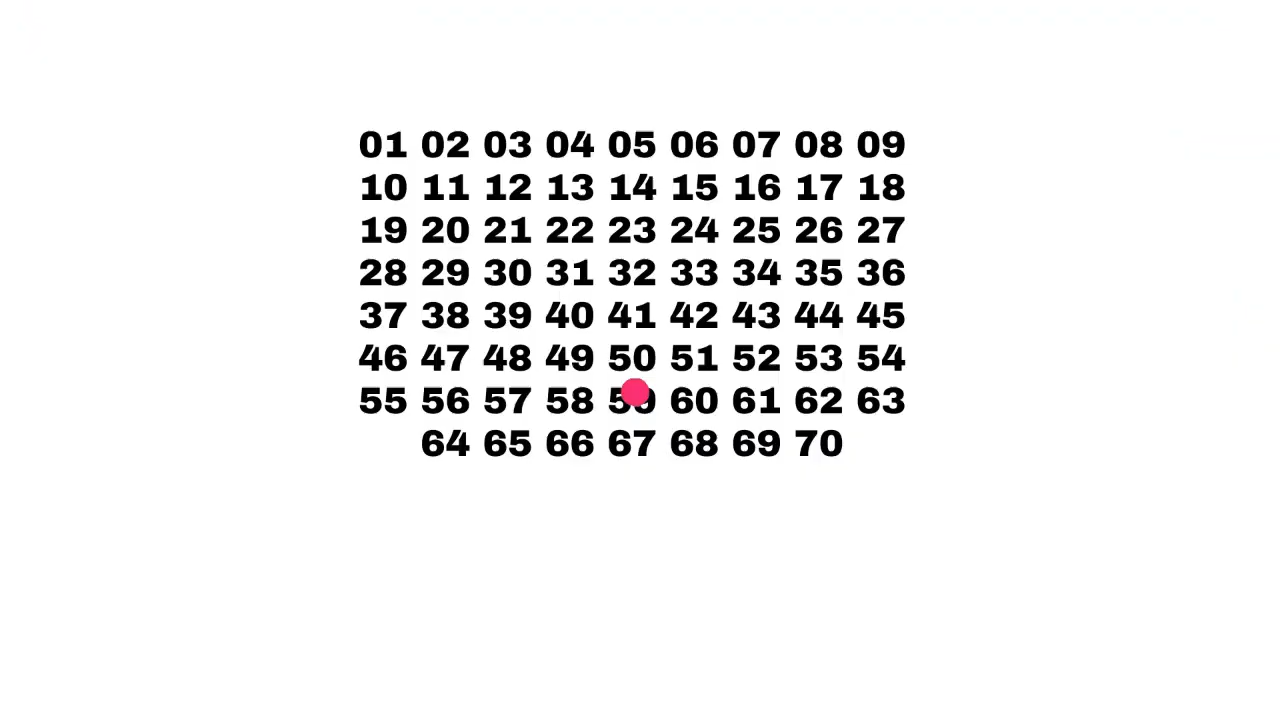 01 02 03 04 05 06 07 08 09
10 11 12 13 14 15 16 17 18
19 20 21 22 23 24 25 26 27
28 29 30 31 32 33 34 35 36
37 38 39 40 41 42 43 44 45
46 47 48 49 50 51 52 53 54
55 56 57 58 59 60 61 62 63
64 65 66 67 68 69 70